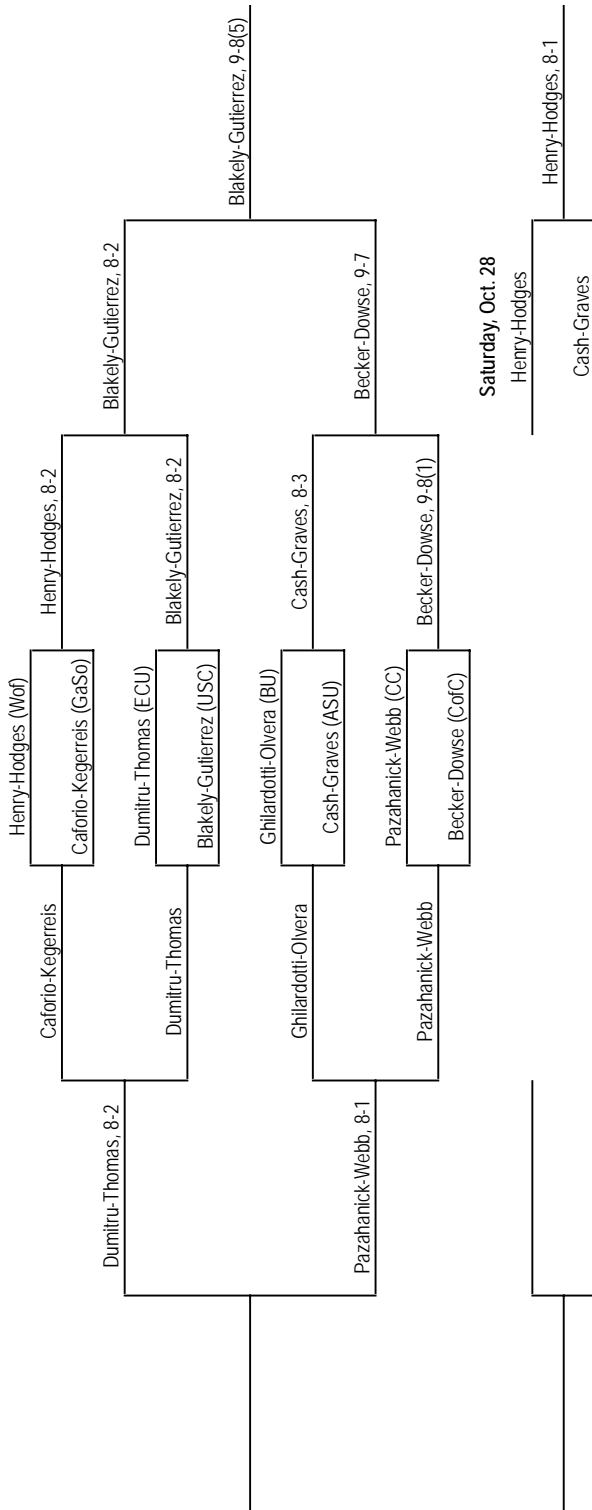 Henry-Hodges (Wof)
Caforio-Kegerreis (GaSo)
Dumitru-Thomas (ECU)
Blakely-Gutierrez (USC)
Ghilardotti-Olvera (BU)
Cash-Graves (ASU)
Pazahanick-Webb (CC)
Becker-Dowse (CofC)
Henry-Hodges, 8-2
Blakely-Gutierrez, 8-2
Cash-Graves, 8-3
Becker-Dowse, 9-8(1)
Blakely-Gutierrez, 8-2
Becker-Dowse, 9-7
Blakely-Gutierrez, 9-8(5)
Caforio-Kegerreis
Dumitru-Thomas
Ghilardotti-Olvera
Pazahanick-Webb
Dumitru-Thomas, 8-2
Pazahanick-Webb, 8-1
Saturday, Oct. 28
Henry-Hodges
Cash-Graves
Henry-Hodges, 8-1